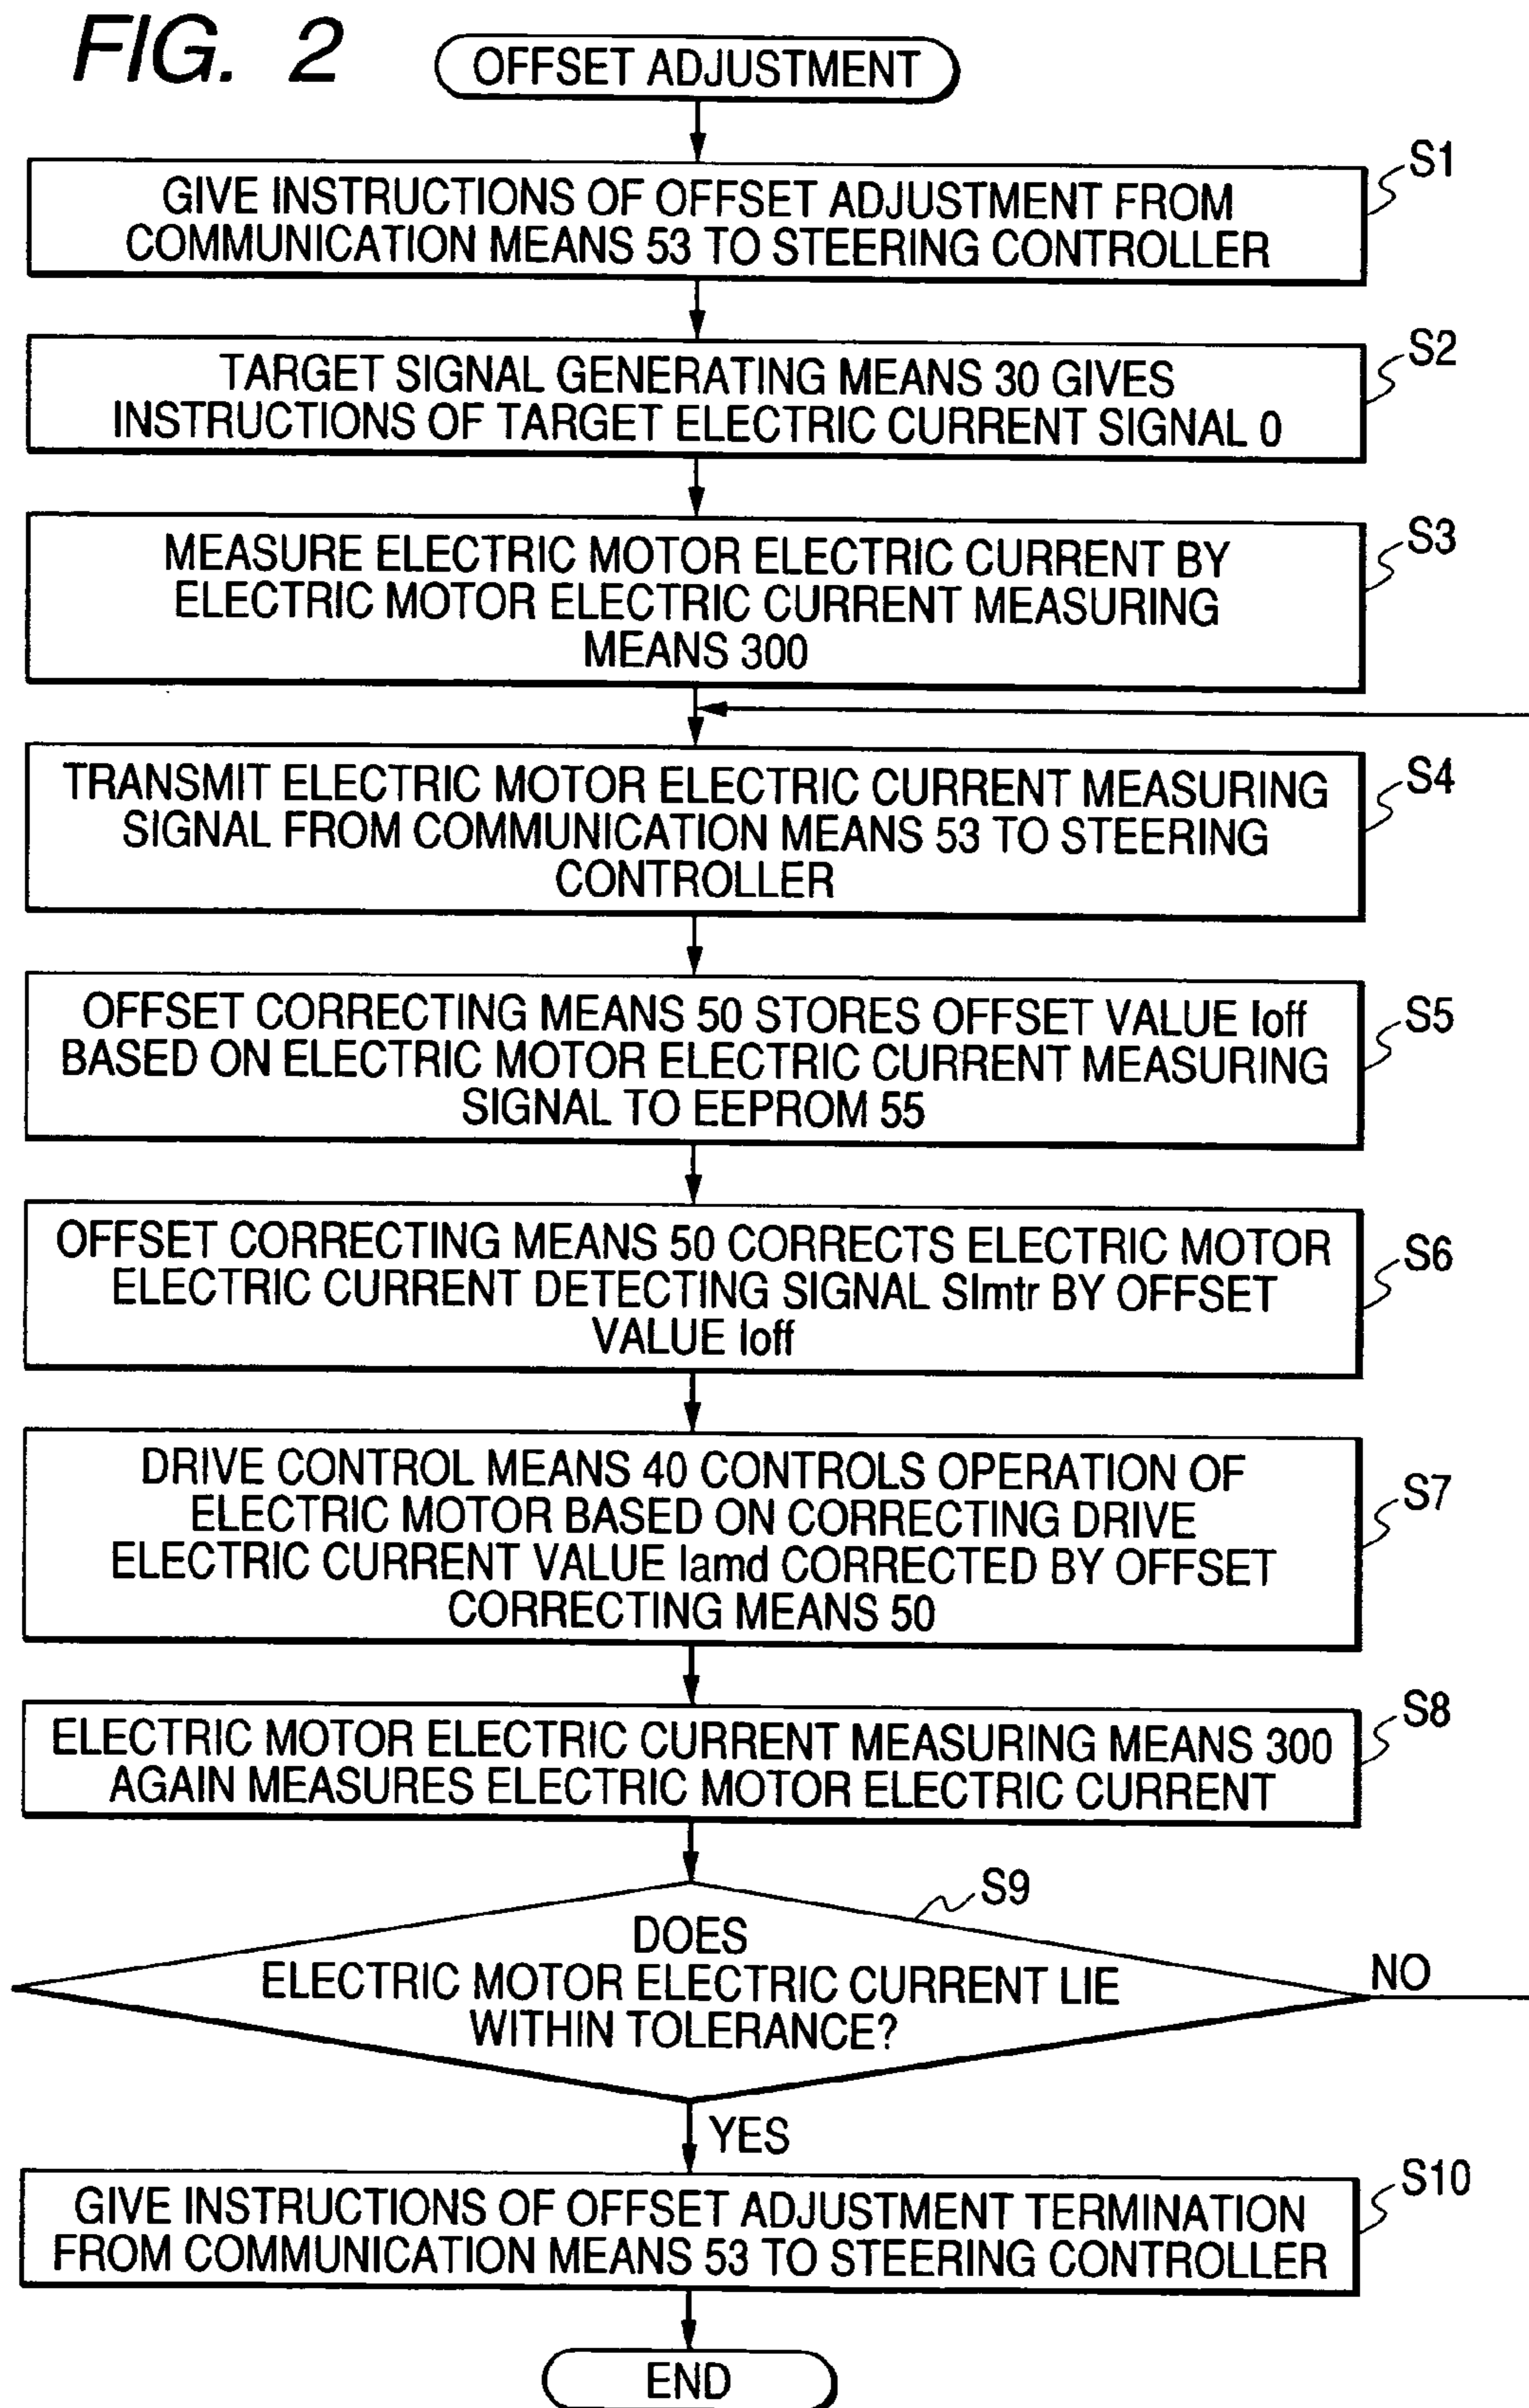 FIG. 2
OFFSET ADJUSTMENT
S1
GIVE INSTRUCTIONS OF OFFSET ADJUSTMENT FROM
COMMUNICATION MEANS 53 TO STEERING CONTROLLER
S2
TARGET SIGNAL GENERATING MEANS 30 GIVES
INSTRUCTIONS OF TARGET ELECTRIC CURRENT SIGNAL 0
S3
MEASURE ELECTRIC MOTOR ELECTRIC CURRENT BY
ELECTRIC MOTOR ELECTRIC CURRENT MEASURING
MEANS 300
S4
TRANSMIT ELECTRIC MOTOR ELECTRIC CURRENT MEASURING
SIGNAL FROM COMMUNICATION MEANS 53 TO STEERING
CONTROLLER
S5
OFFSET CORRECTING MEANS 50 STORES OFFSET VALUE Ioff
BASED ON ELECTRIC MOTOR ELECTRIC CURRENT MEASURING
SIGNAL TO EEPROM 55
S6
OFFSET CORRECTING MEANS 50 CORRECTS ELECTRIC MOTOR
ELECTRIC CURRENT DETECTING SIGNAL SImtr BY OFFSET
VALUE Ioff
S7
DRIVE CONTROL MEANS 40 CONTROLS OPERATION OF
ELECTRIC MOTOR BASED ON CORRECTING DRIVE
ELECTRIC CURRENT VALUE Iamd CORRECTED BY OFFSET
CORRECTING MEANS 50
S8
ELECTRIC MOTOR ELECTRIC CURRENT MEASURING MEANS 300
AGAIN MEASURES ELECTRIC MOTOR ELECTRIC CURRENT
S9
DOES
ELECTRIC MOTOR ELECTRIC CURRENT LIE
WITHIN TOLERANCE?
NO
YES
S10
GIVE INSTRUCTIONS OF OFFSET ADJUSTMENT TERMINATION
FROM COMMUNICATION MEANS 53 TO STEERING CONTROLLER
END